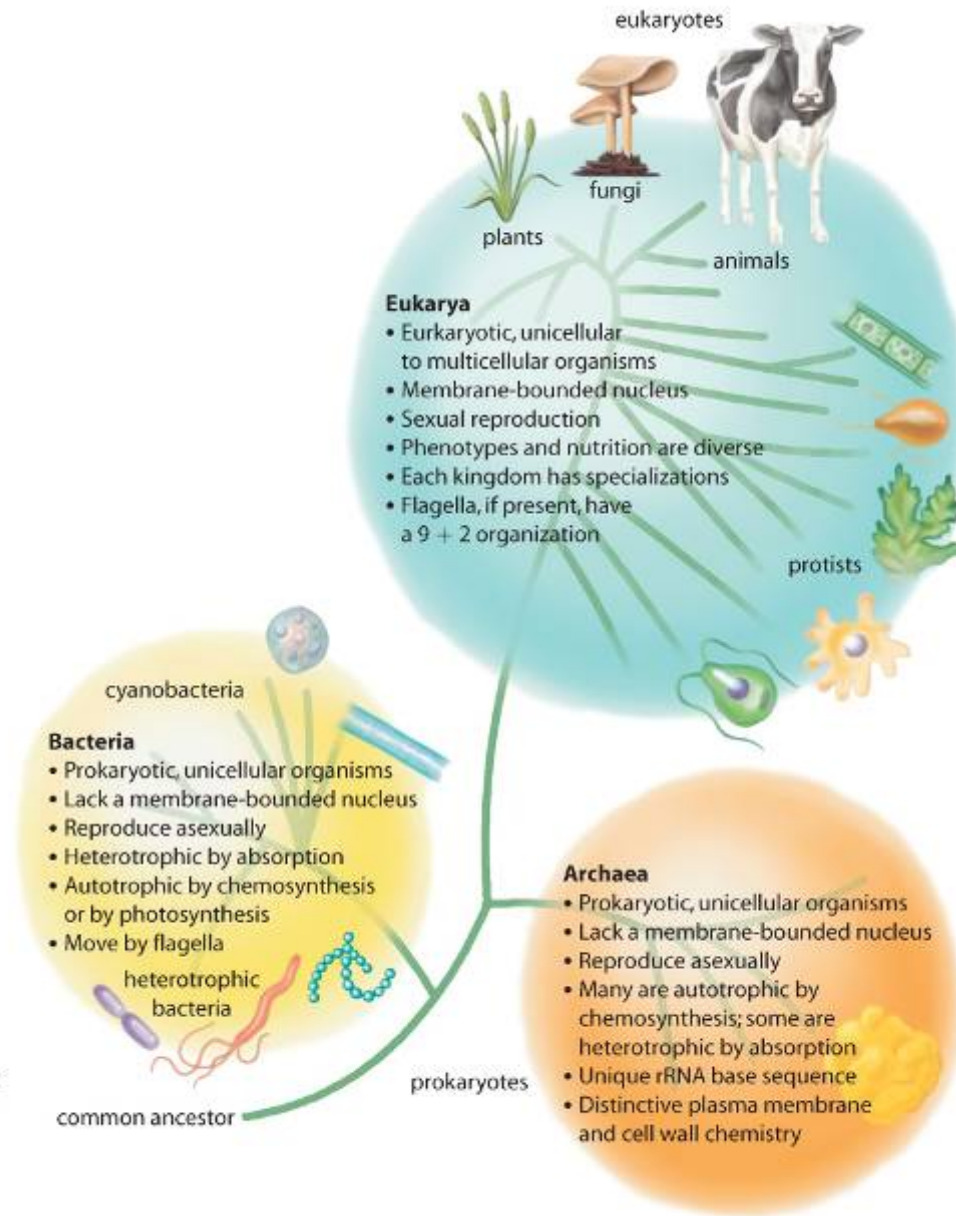 eukaryotes
fungi
plants
animals
Eukarya
• Eurkaryotic, unicellular
to multicellular organisms
• Membrane-bounded nucleus
• Sexual reproduction
• Phenotypes and nutrition are diverse
• Each kingdom has specializations
• Flagella, if present, have
a 9 + 2 organization
protists
cyanobacteria
Bacteria
• Prokaryotic, unicellular organisms
• Lack a membrane-bounded nucleus
• Reproduce asexually
• Heterotrophic by absorption
• Autotrophic by chemosynthesis
or by photosynthesis
• Move by flagella
heterotrophic
bacteria
Archaea
• Prokaryotic, unicellular organisms
• Lack a membrane-bounded nucleus
• Reproduce asexually
• Many are autotrophic by
chemosynthesis; some are
heterotrophic by absorption
• Unique rRNA base sequence
• Distinctive plasma membrane
and cell wall chemistry
prokaryotes
common ancestor